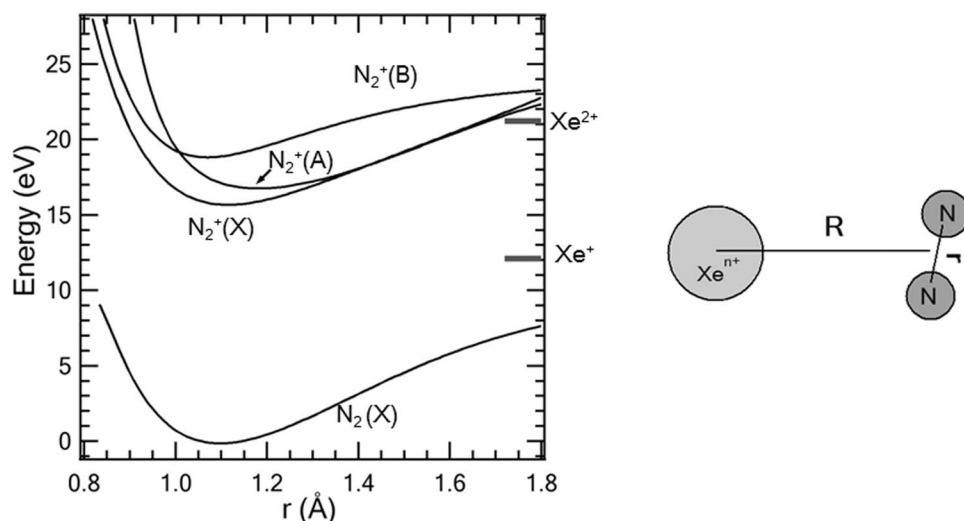 25
20
15
10
5
0
0.8 1.0 1.2 1.4 1.6 1.8
Energy (eV)
r (Å)
N₂⁺(B)
N₂⁺(A)
N₂⁺(X)
N₂(X)
Xe²⁺
Xe⁺
R
Xeⁿ⁺
N
r
N